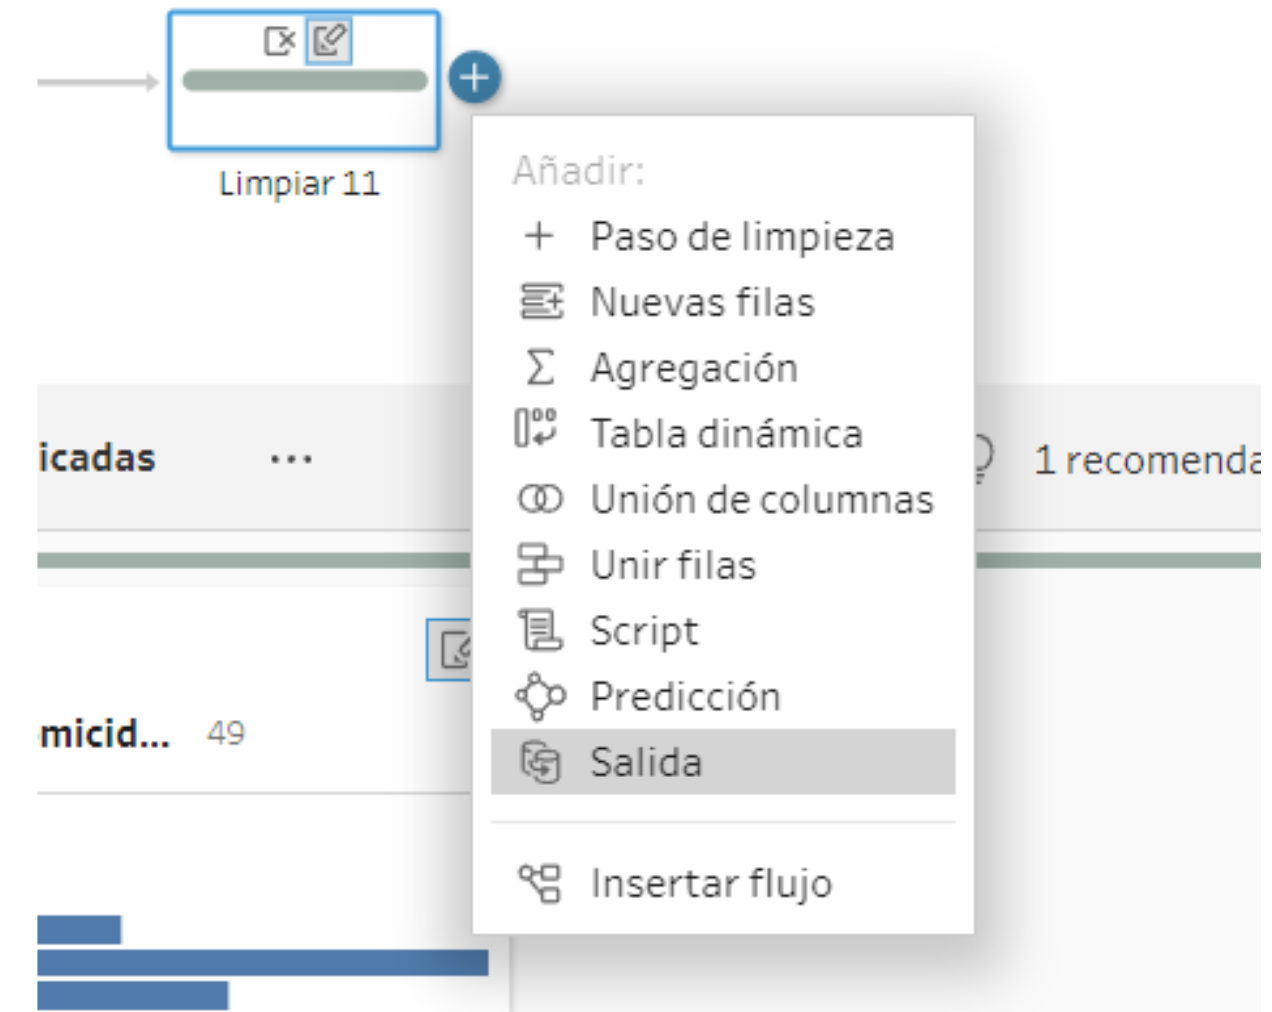 Limpiar 11
Añadir:
Paso de limpieza
Nuevas filas
Agregación
Tabla dinámica
Unión de columnas
Unir filas
Script
Predicción
Salida
Insertar flujo
icadas ...
1 recomenda
micid... 49